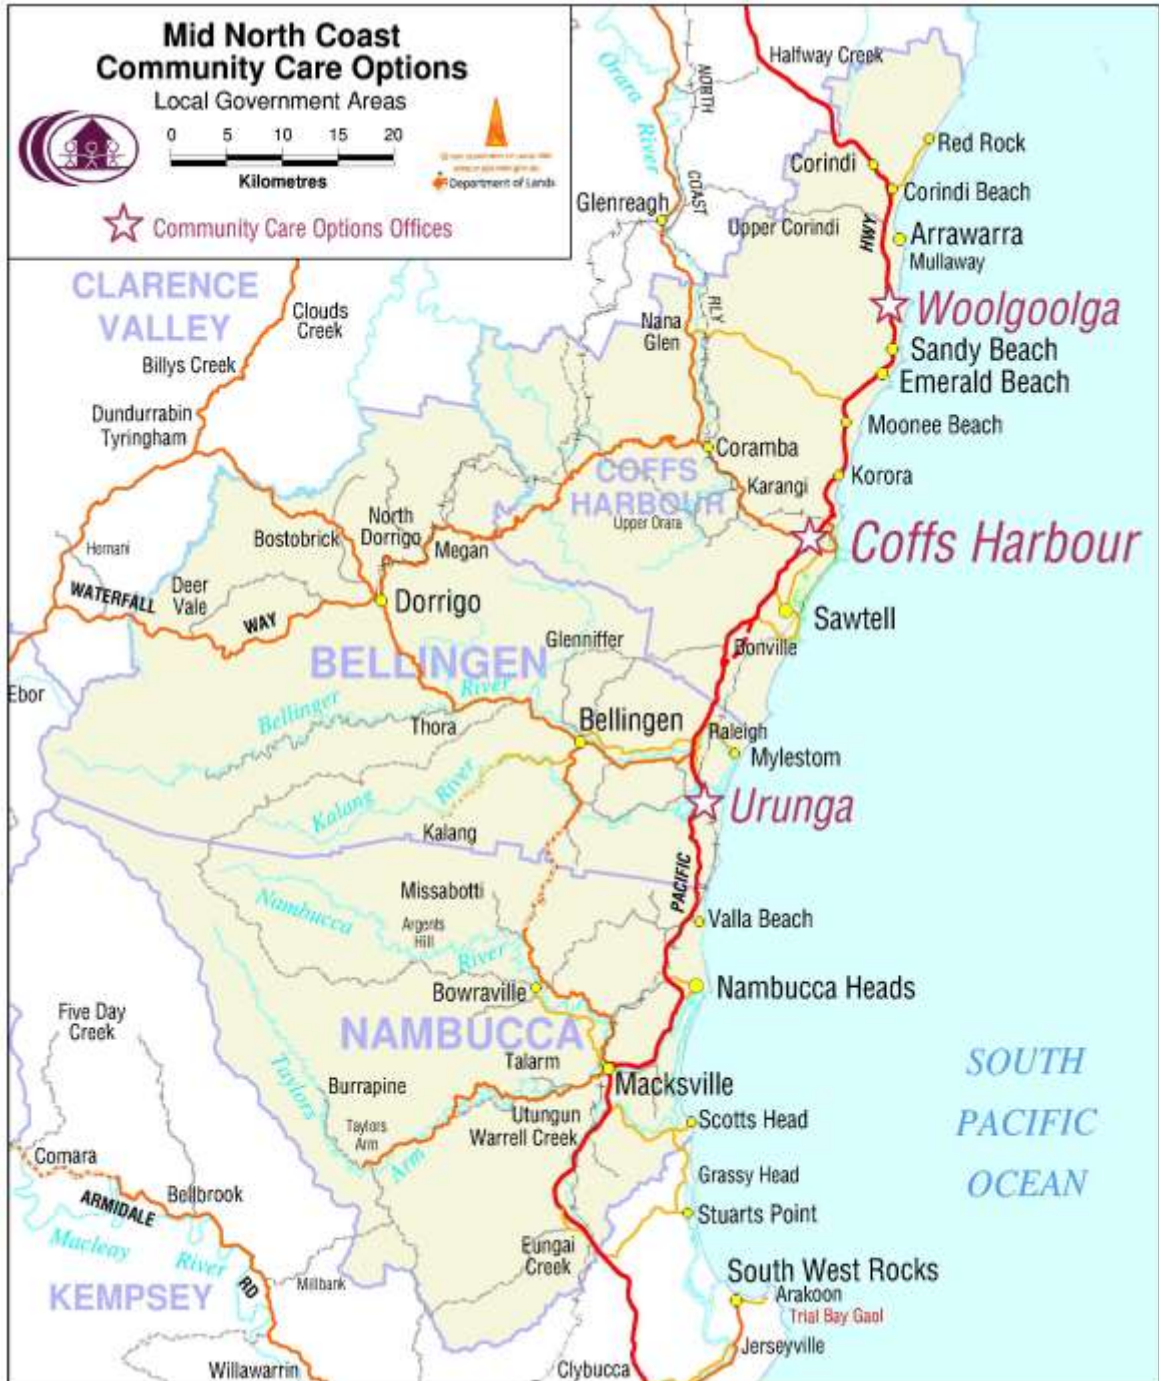 Mid North Coast
Community Care Options
Local Government Areas
0 5 10 15 20
Kilometres
Department of Lands
Community Care Options Offices
Halfway Creek
Orara
River
NORTH
COAST
RLY
Red Rock
Corindi
Corindi Beach
Glenreagh
Upper Corindi
HWY
Arrawarra
Mullaway
CLARENCE
VALLEY
Clouds
Creek
Woolgoolga
Nana
Glen
Sandy Beach
Billys Creek
Emerald Beach
Dundurrabin
Tyringham
Moonee Beach
Coramba
COFFS
HARBOUR
Karangi
Korora
North
Dorrigo
Upper Orara
Bostobrick
Megan
Coffs Harbour
Hernani
Deer
Vale
WATERFALL
WAY
Dorrigo
Sawtell
Glenniffer
Bonville
BELLINGEN
Ebor
Bellinger
River
Thora
Bellingen
Raleigh
Mylestom
Kalang
River
Urunga
Kalang
PACIFIC
Missabotti
Nambucca
River
Argents
Hill
Valla Beach
Bowraville
Nambucca Heads
Five Day
Creek
NAMBUCCA
SOUTH
PACIFIC
OCEAN
Talarm
Taylors
Arm
Burrapine
Macksville
Taylors
Arm
Utungun
Warrell Creek
Scotts Head
Comara
Grassy Head
Bellbrook
ARMIDALE
RD
Stuarts Point
Macleay
River
Eungai
Creek
Millbank
South West Rocks
KEMPSEY
Arakoon
Trial Bay Gaol
Jerseyville
Willawarrin
Clybucca